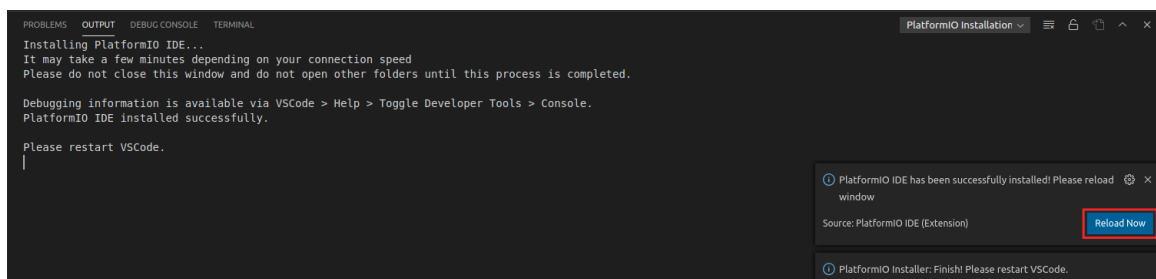 PROBLEMS OUTPUT DEBUG CONSOLE TERMINAL PlatformIO Installation
Installing PlatformIO IDE...
It may take a few minutes depending on your connection speed
Please do not close this window and do not open other folders until this process is completed.
Debugging information is available via VSCode > Help > Toggle Developer Tools > Console.
PlatformIO IDE installed successfully.
Please restart VSCode.
PlatformIO IDE has been successfully installed! Please reload
window
Source: PlatformIO IDE (Extension) Reload Now
PlatformIO Installer: Finish! Please restart VSCode.